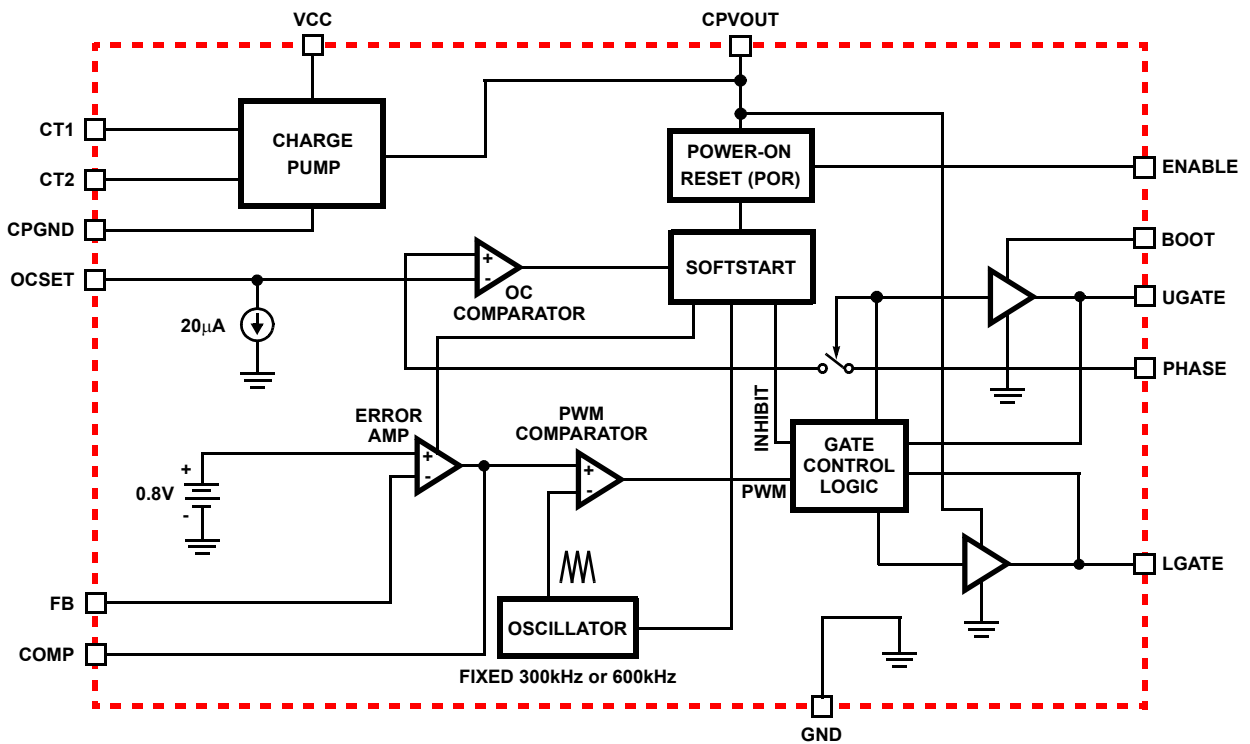 VCC
CPVOUT
CT1
CHARGE
PUMP
CT2
CPGND
POWER-ON
RESET (POR)
ENABLE
BOOT
OCSET
+
-
OC
COMPARATOR
SOFTSTART
UGATE
20μA
PHASE
INHIBIT
ERROR
AMP
PWM
COMPARATOR
GATE
CONTROL
LOGIC
+
0.8V
-
+
-
+
-
PWM
LGATE
FB
OSCILLATOR
COMP
FIXED 300kHz or 600kHz
GND